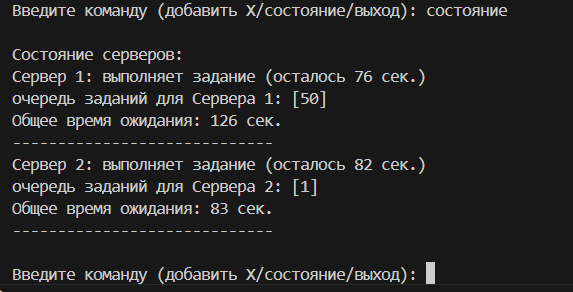 Введите команду (добавить X/состояние/выход): состояние
Состояние серверов:
Сервер 1: выполняет задание (осталось 76 сек.)
очередь заданий для Сервера 1: [50]
Общее время ожидания: 126 сек.
----------------------------
Сервер 2: выполняет задание (осталось 82 сек.)
очередь заданий для Сервера 2: [1]
Общее время ожидания: 83 сек.
----------------------------
Введите команду (добавить X/состояние/выход):